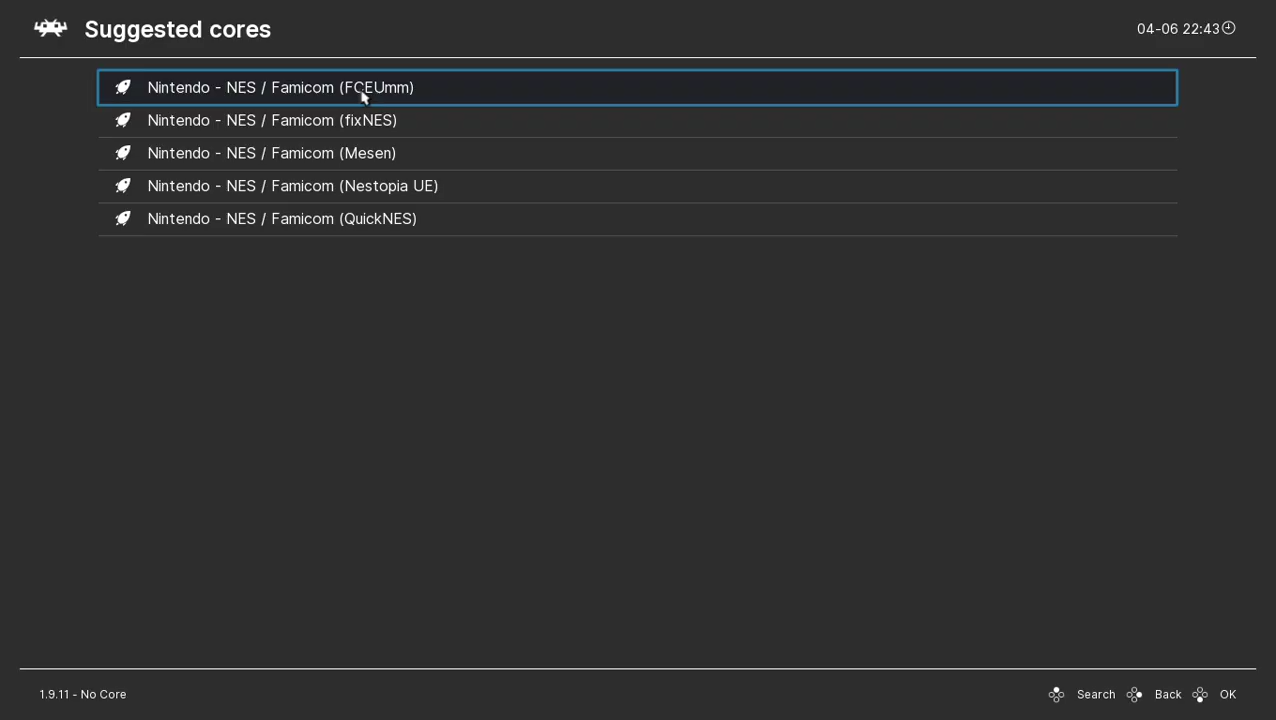 Suggested cores
04-06 22:43
Nintendo - NES / Famicom (FCEUmm)
Nintendo - NES / Famicom (fixNES)
Nintendo - NES / Famicom (Mesen)
Nintendo - NES / Famicom (Nestopia UE)
Nintendo - NES / Famicom (QuickNES)
1.9.11 - No Core
Search Back OK